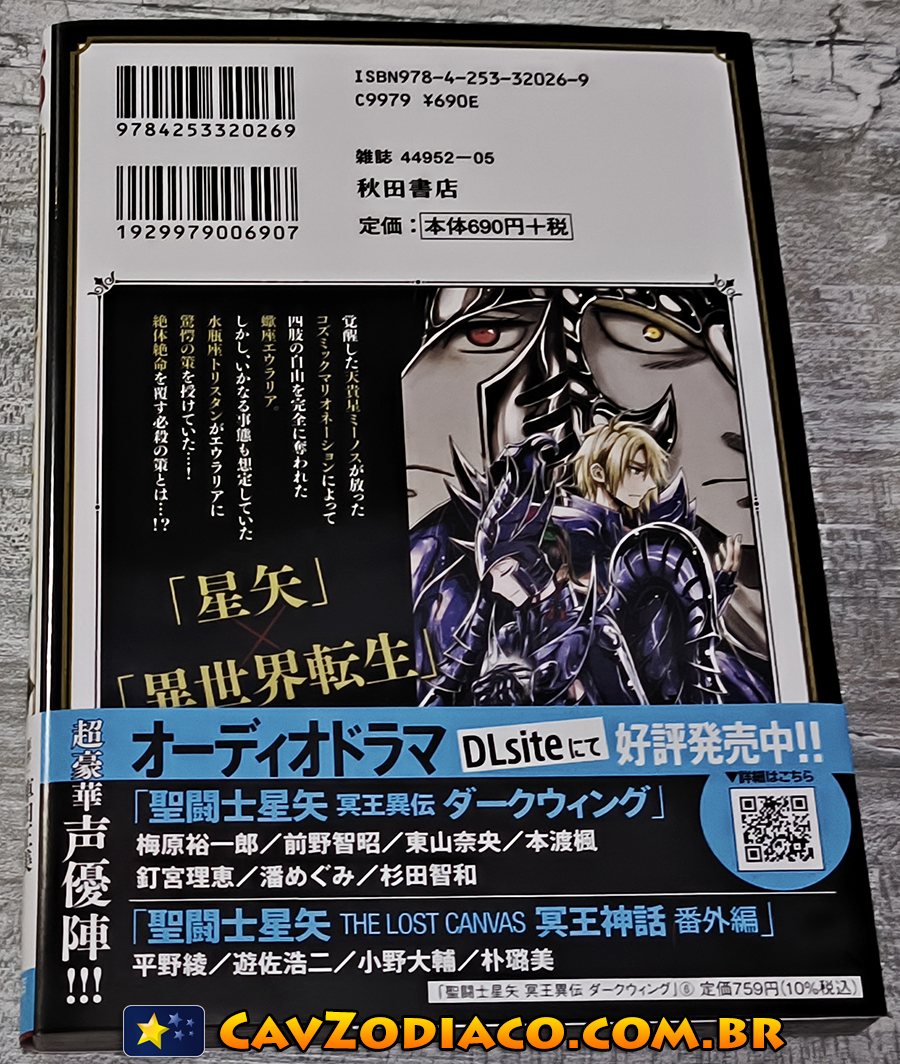 9784253320269
ISBN978-4-253-32026-9
C9979 ¥690E
雑誌 44952-05
1929979006907
秋田書店
定価：本体690円＋税
覚醒した天貴星ミーノスが放った
コズミックマリオネーションによって
四肢の自由を完全に奪われた
蠍座エウラリア。
しかし、いかなる事態も想定していた
水瓶座トリスタンがエウラリアに
驚愕の策を授けていた…！
絶体絶命を覆す必殺の策とは…!?
「星矢」
×
「異世界転生」
超豪華声優陣!!!
オーディオドラマ DLsiteにて 好評発売中!!
▼詳細はこちら
「聖闘士星矢 冥王異伝 ダークウィング」
梅原裕一郎／前野智昭／東山奈央／本渡楓
釘宮理恵／潘めぐみ／杉田智和
「聖闘士星矢 THE LOST CANVAS 冥王神話 番外編」
平野綾／遊佐浩二／小野大輔／朴璐美
「聖闘士星矢 冥王異伝 ダークウィング」⑧ 定価759円(10%税込)
CAVZODIACO.COM.BR